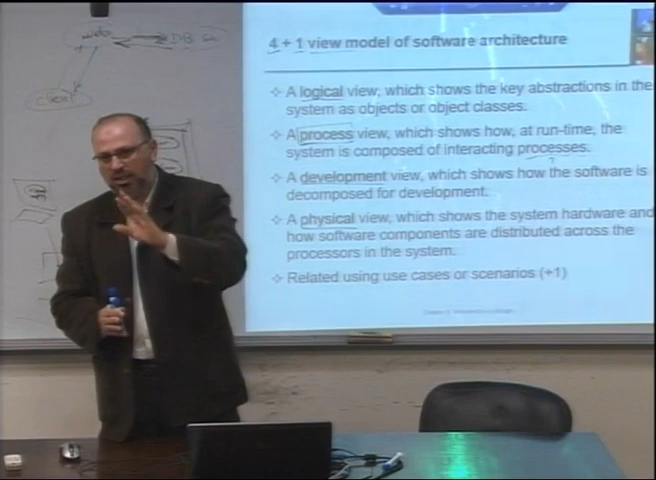 4 + 1 view model of software architecture
✧ A logical view, which shows the key abstractions in the
system as objects or object classes.
✧ A process view, which shows how, at run-time, the
system is composed of interacting processes.
✧ A development view, which shows how the software is
decomposed for development.
✧ A physical view, which shows the system hardware and
how software components are distributed across the
processors in the system.
✧ Related using use cases or scenarios (+1)
DB
client